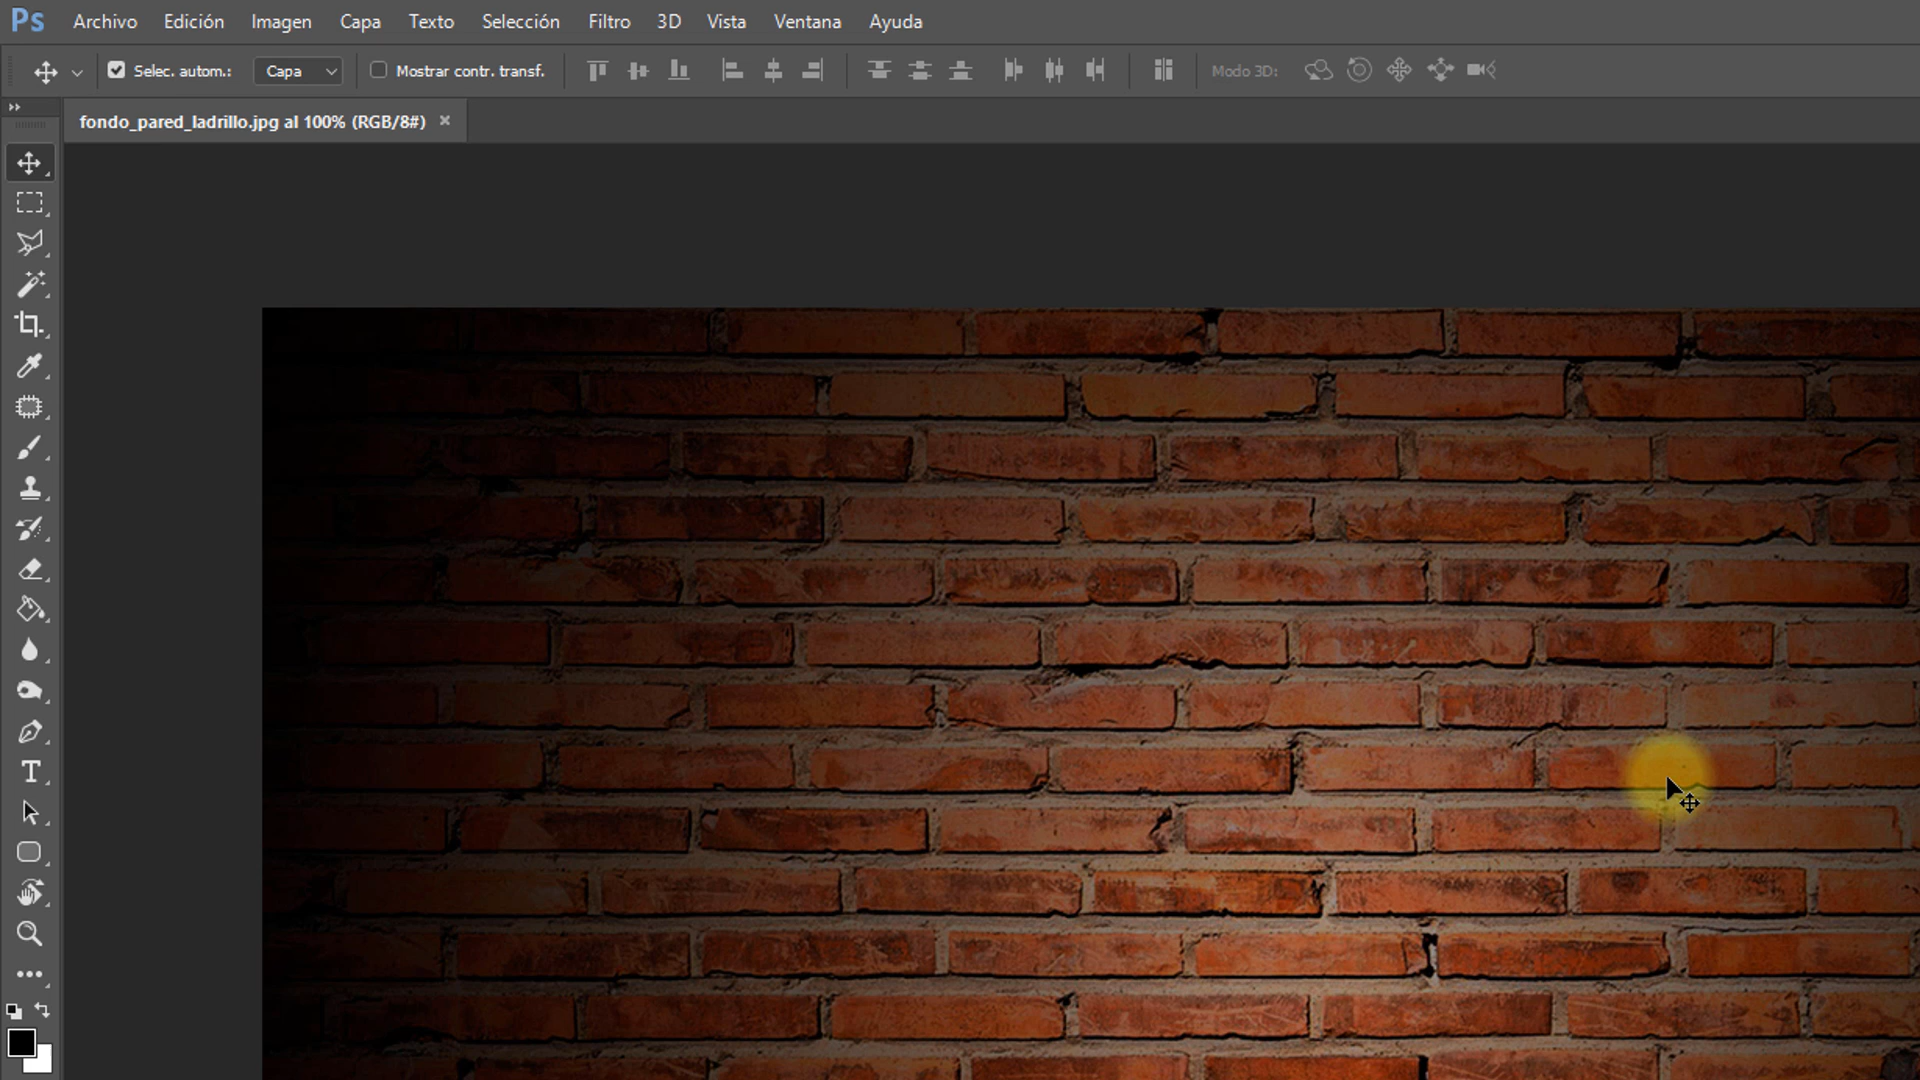 Ps Archivo Edición Imagen Capa Texto Selección Filtro 3D Vista Ventana Ayuda
Selec. autom.: Capa Mostrar contr. transf. Modo 3D:
fondo_pared_ladrillo.jpg al 100% (RGB/8#) ×